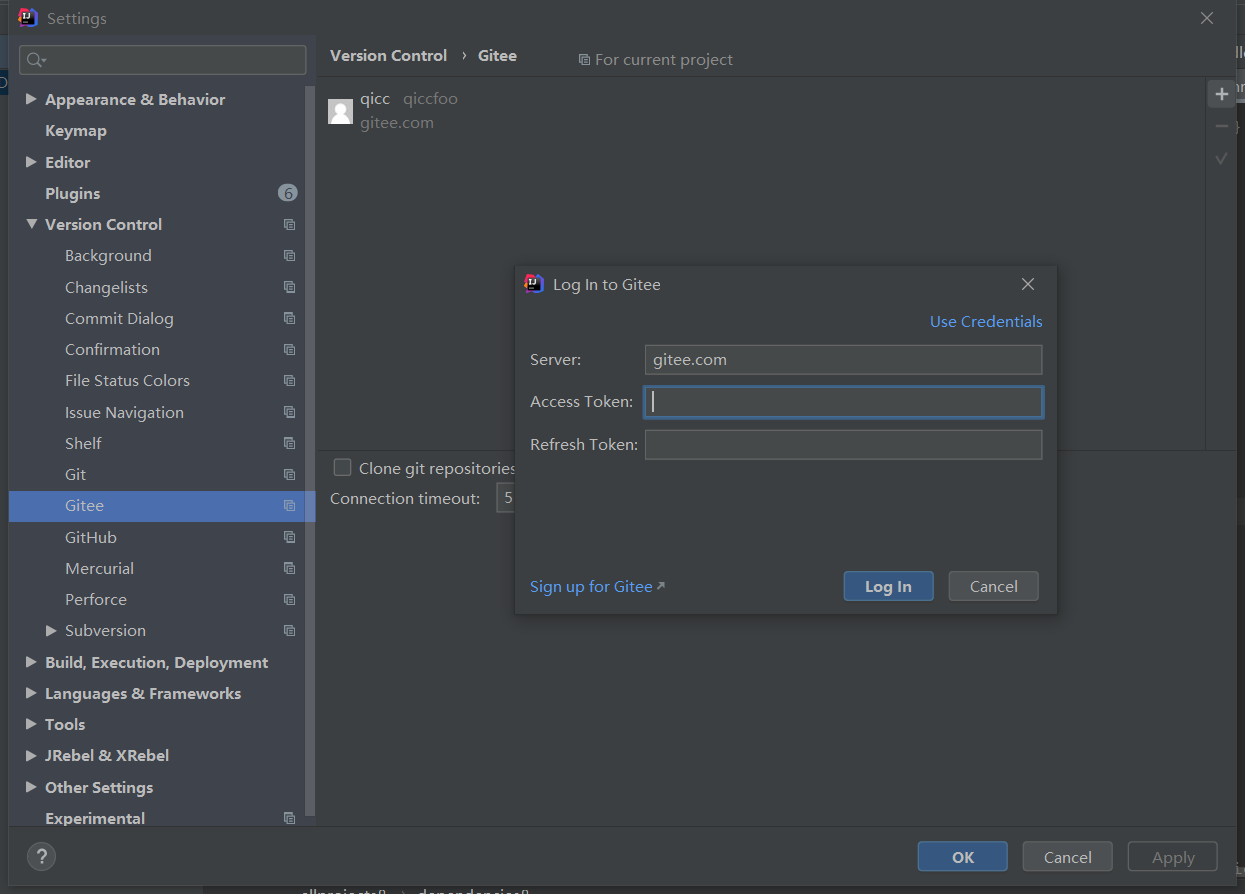 Settings
Version Control › Gitee For current project
Appearance & Behavior
Keymap
Editor
Plugins 6
Version Control
Background
Changelists
Commit Dialog
Confirmation
File Status Colors
Issue Navigation
Shelf
Git
Gitee
GitHub
Mercurial
Perforce
Subversion
Build, Execution, Deployment
Languages & Frameworks
Tools
JRebel & XRebel
Other Settings
Experimental
qicc qiccfoo
gitee.com
Clone git repositories
Connection timeout: 5
Log In to Gitee
Use Credentials
Server: gitee.com
Access Token:
Refresh Token:
Sign up for Gitee
Log In
Cancel
?
OK
Cancel
Apply